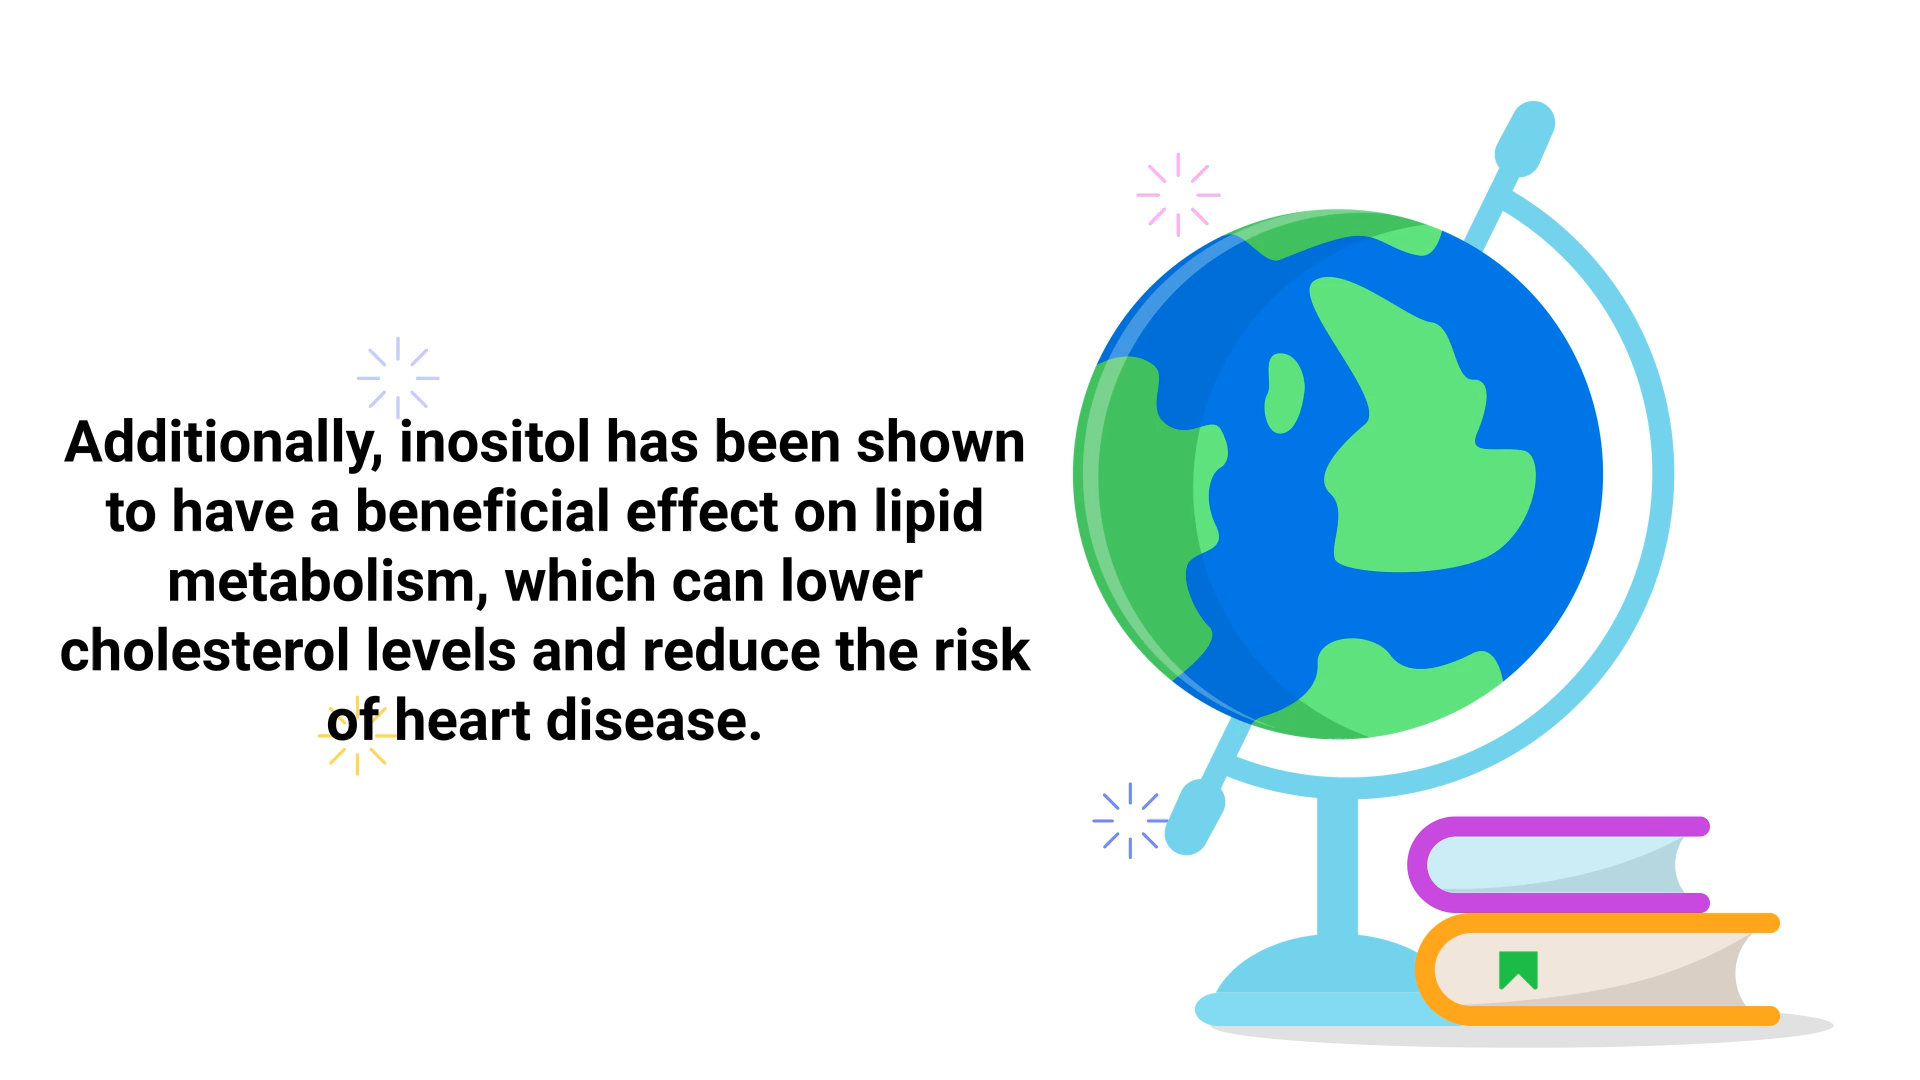 Additionally, inositol has been shown
to have a beneficial effect on lipid
metabolism, which can lower
cholesterol levels and reduce the risk
of heart disease.